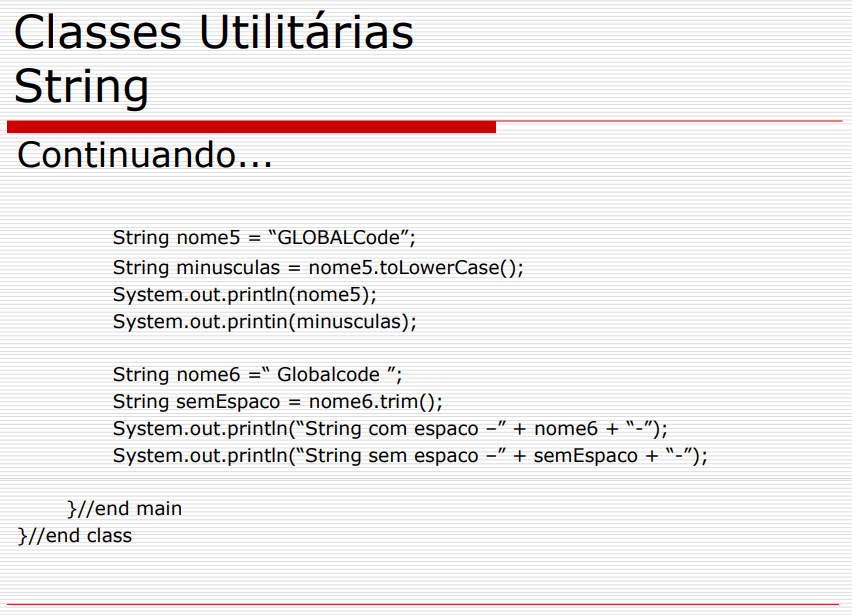 Classes Utilitárias
String
Continuando...
String nome5 = “GLOBALCode”;
String minusculas = nome5.toLowerCase();
System.out.println(nome5);
System.out.printin(minusculas);
String nome6 =“ Globalcode ”;
String semEspaco = nome6.trim();
System.out.println(“String com espaco –” + nome6 + “-”);
System.out.println(“String sem espaco –” + semEspaco + “-”);
}//end main
}//end class